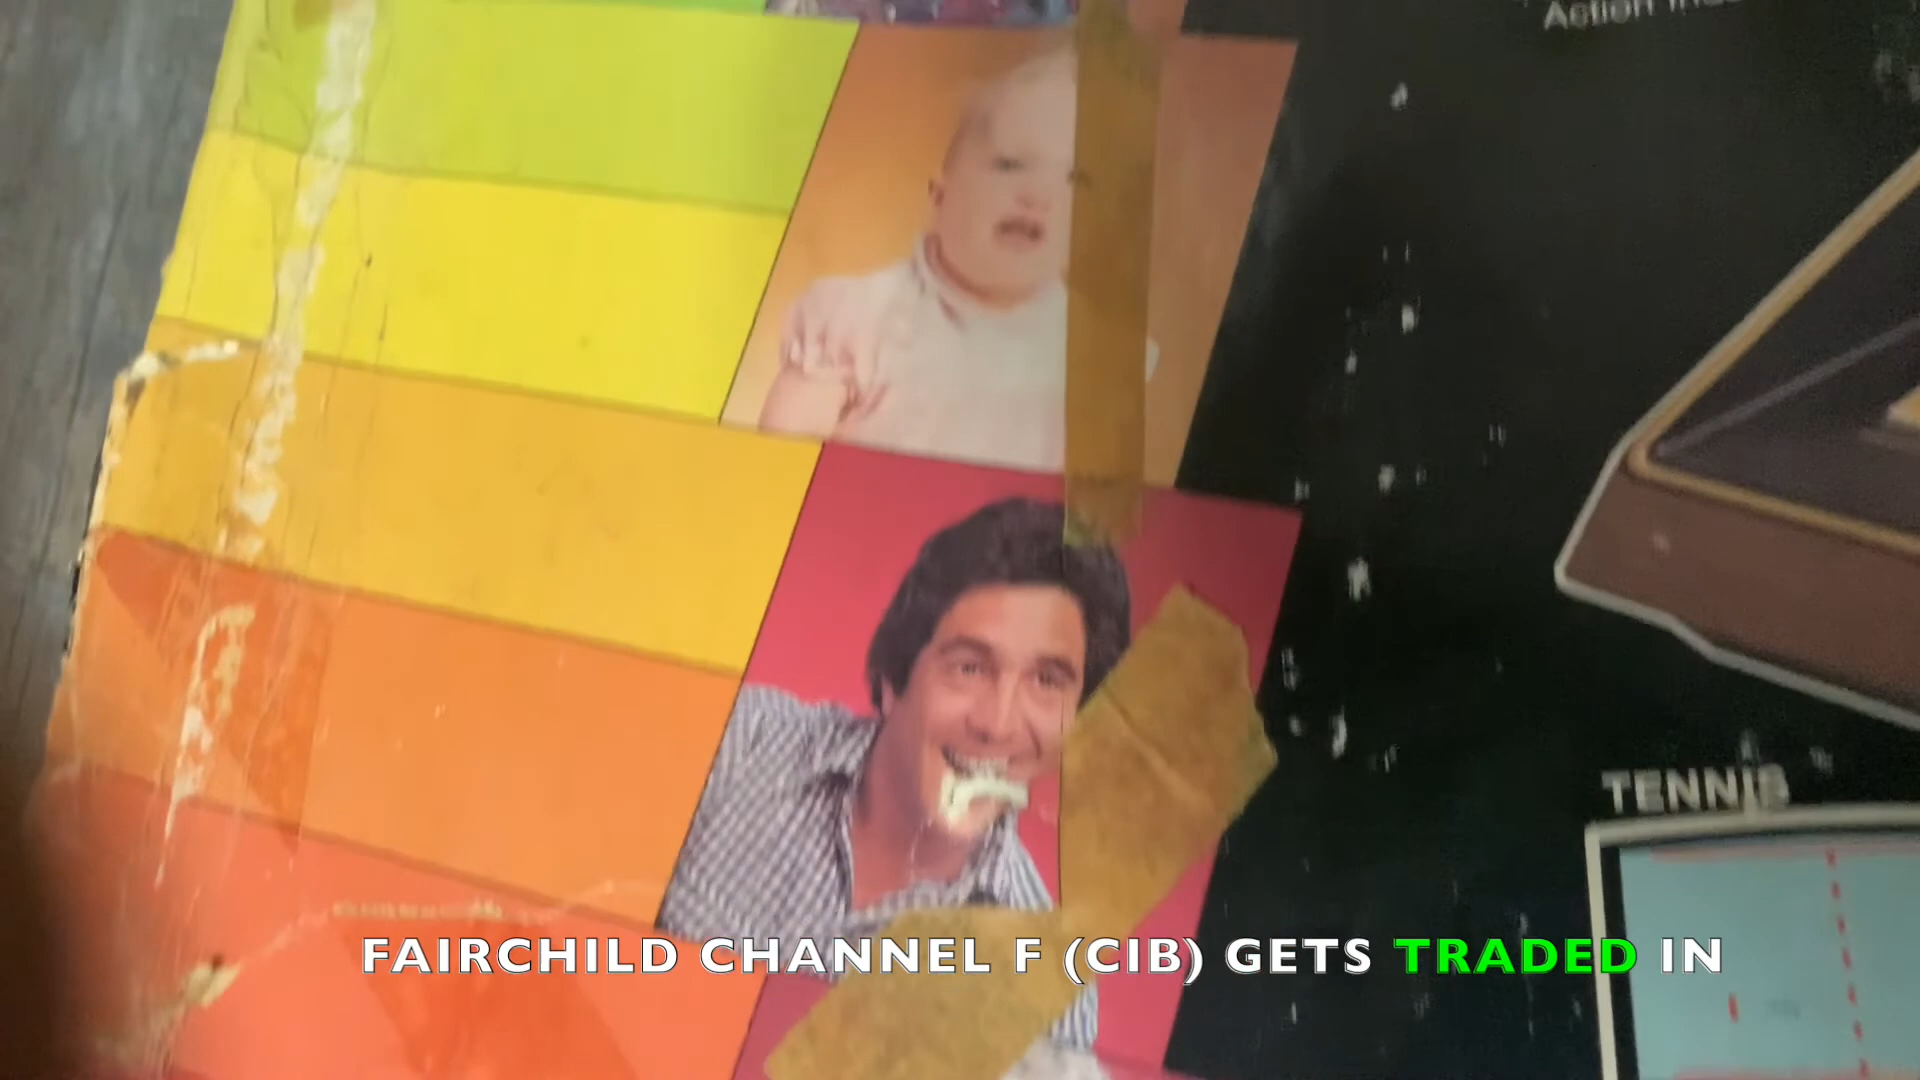 Action
TENNIS
FAIRCHILD CHANNEL F (CIB) GETS TRADED IN